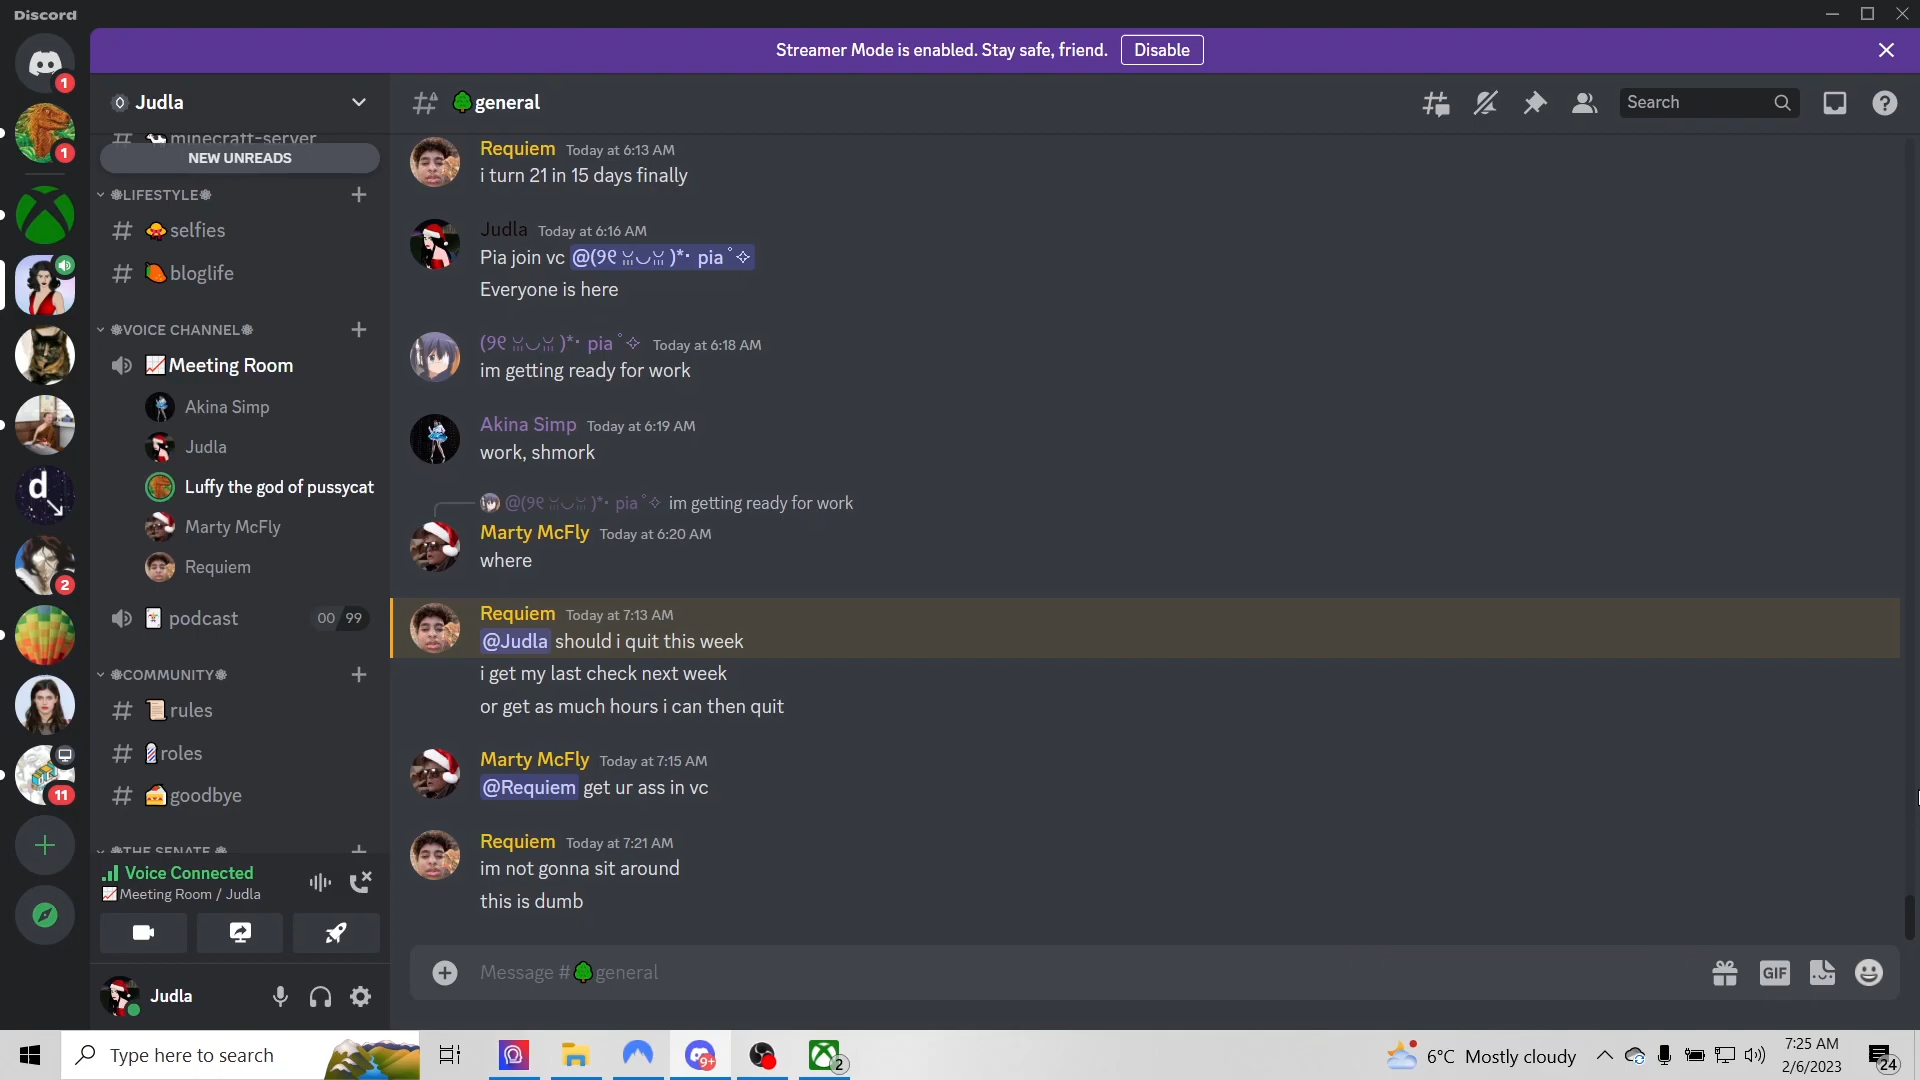 Discord
Streamer Mode is enabled. Stay safe, friend.
Disable
Judla
minecraft-server
NEW UNREADS
LIFESTYLE
selfies
bloglife
VOICE CHANNEL
Meeting Room
Akina Simp
Judla
Luffy the god of pussycat
Marty McFly
Requiem
podcast
00 99
COMMUNITY
rules
roles
goodbye
THE SENATE
Voice Connected
Meeting Room / Judla
Judla
general
Search
Requiem Today at 6:13 AM
i turn 21 in 15 days finally
Judla Today at 6:16 AM
Pia join vc @(୨୧ ⍤◡⍤ )*･ pia ﾟ✧
Everyone is here
pia ﾟ✧ Today at 6:18 AM
im getting ready for work
Akina Simp Today at 6:19 AM
work, shmork
pia ﾟ✧ im getting ready for work
Marty McFly Today at 6:20 AM
where
Requiem Today at 7:13 AM
@Judla should i quit this week
i get my last check next week
or get as much hours i can then quit
Marty McFly Today at 7:15 AM
@Requiem get ur ass in vc
Requiem Today at 7:21 AM
im not gonna sit around
this is dumb
Message # general
GIF
1
1
d
2
11
Type here to search
9+
2
6°C Mostly cloudy
7:25 AM
2/6/2023
24